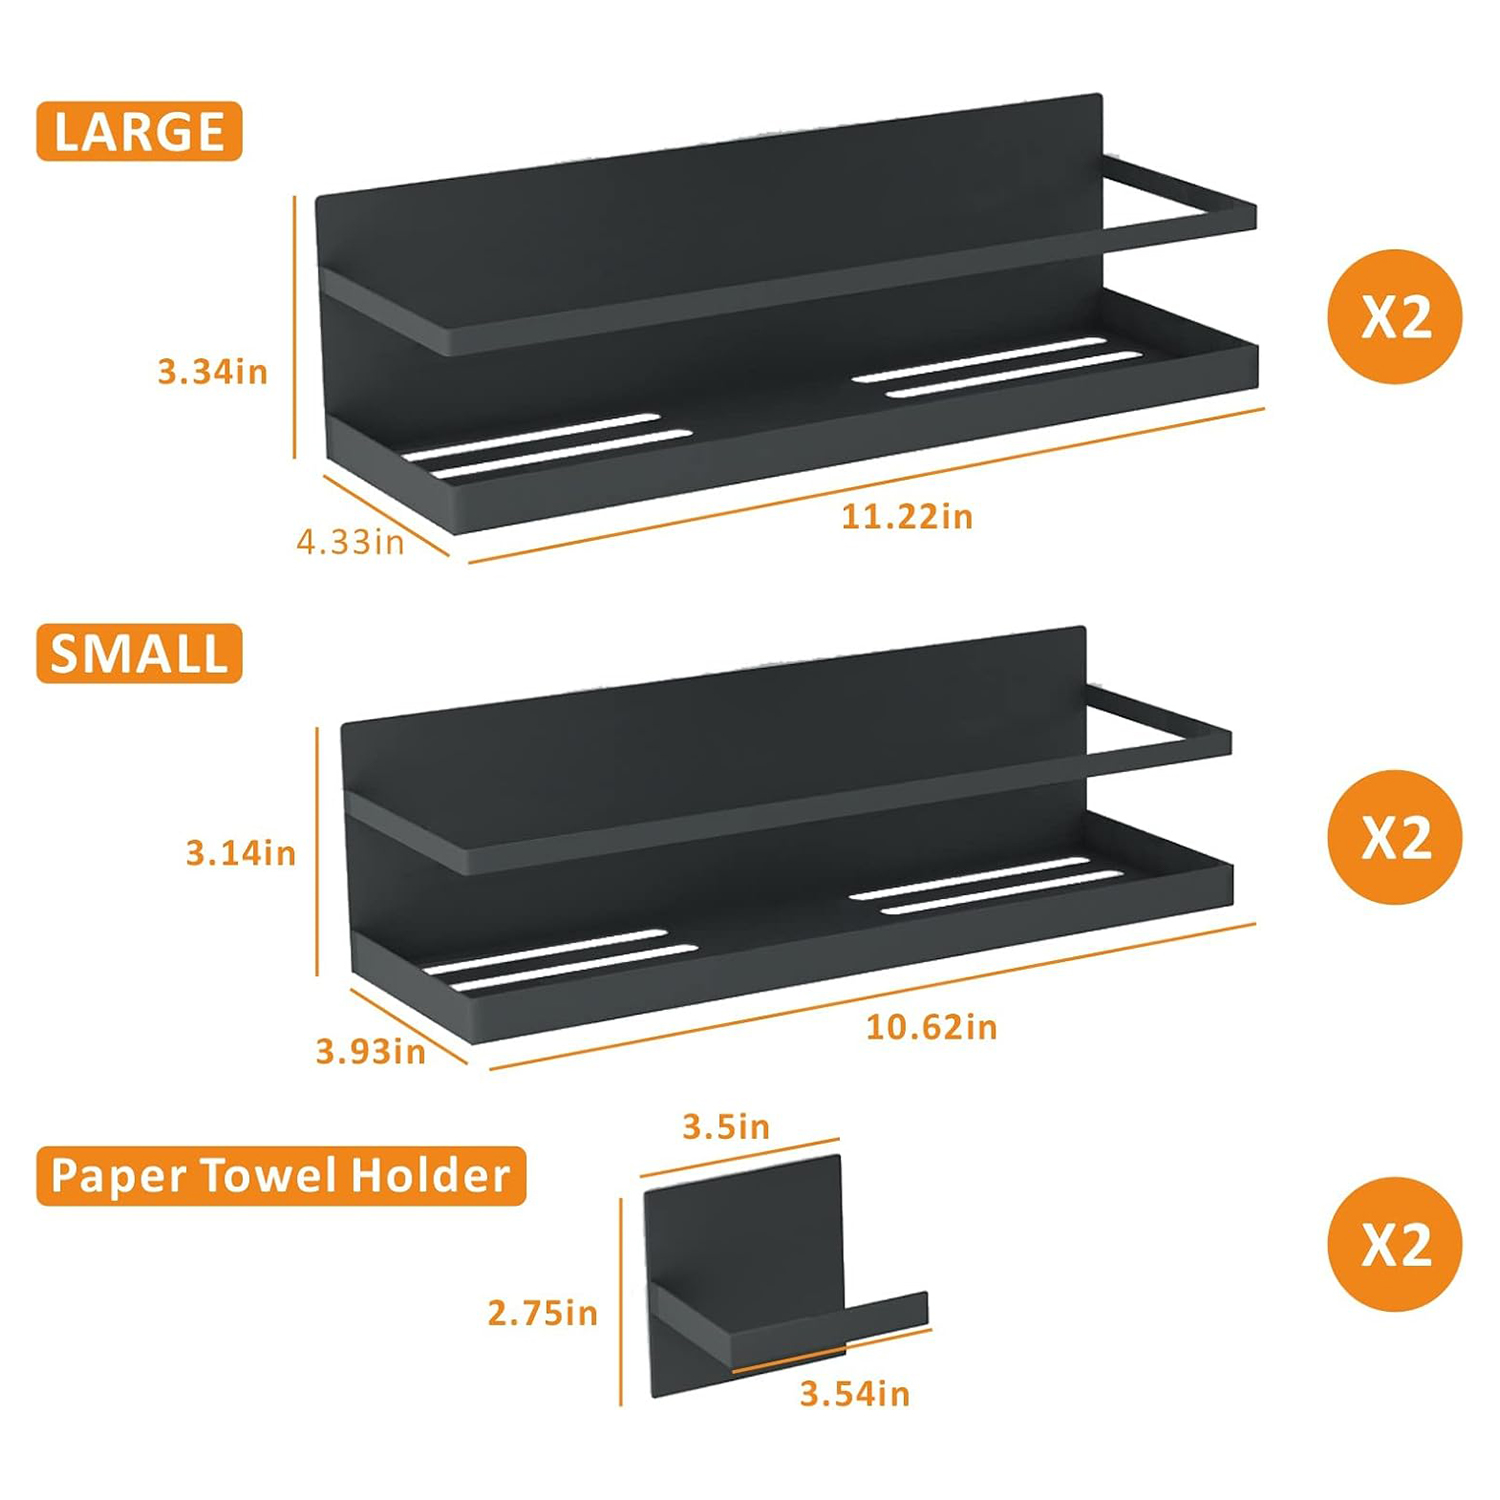 LARGE
3.34in
X2
4.33in
11.22in
SMALL
3.14in
X2
3.93in
10.62in
3.5in
Paper Towel Holder
2.75in
X2
3.54in